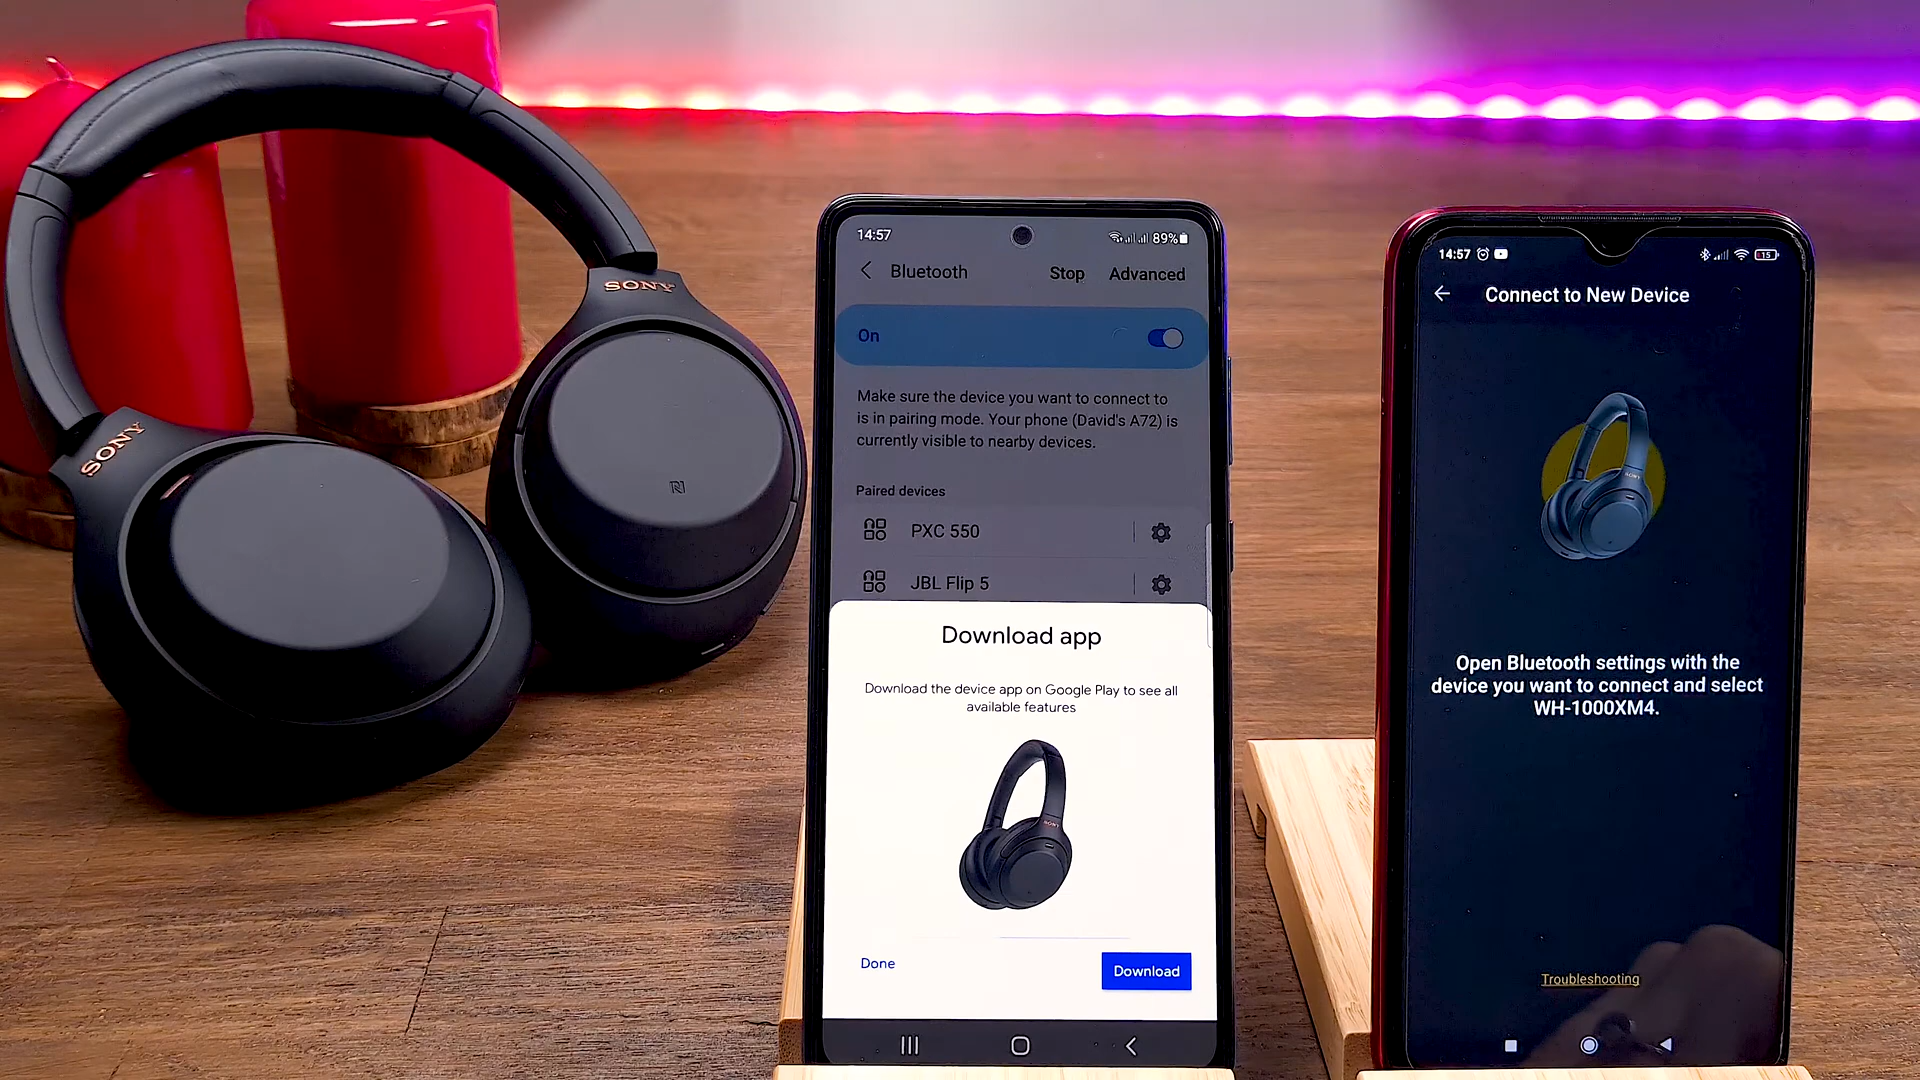 SONY
SONY
14:57
89%
Bluetooth
Stop
Advanced
On
Make sure the device you want to connect to
is in pairing mode. Your phone (David's A72) is
currently visible to nearby devices.
Paired devices
PXC 550
JBL Flip 5
Download app
Download the device app on Google Play to see all
available features
SONY
Done
Download
14:57
15
Connect to New Device
SONY
Open Bluetooth settings with the
device you want to connect and select
WH-1000XM4.
Troubleshooting